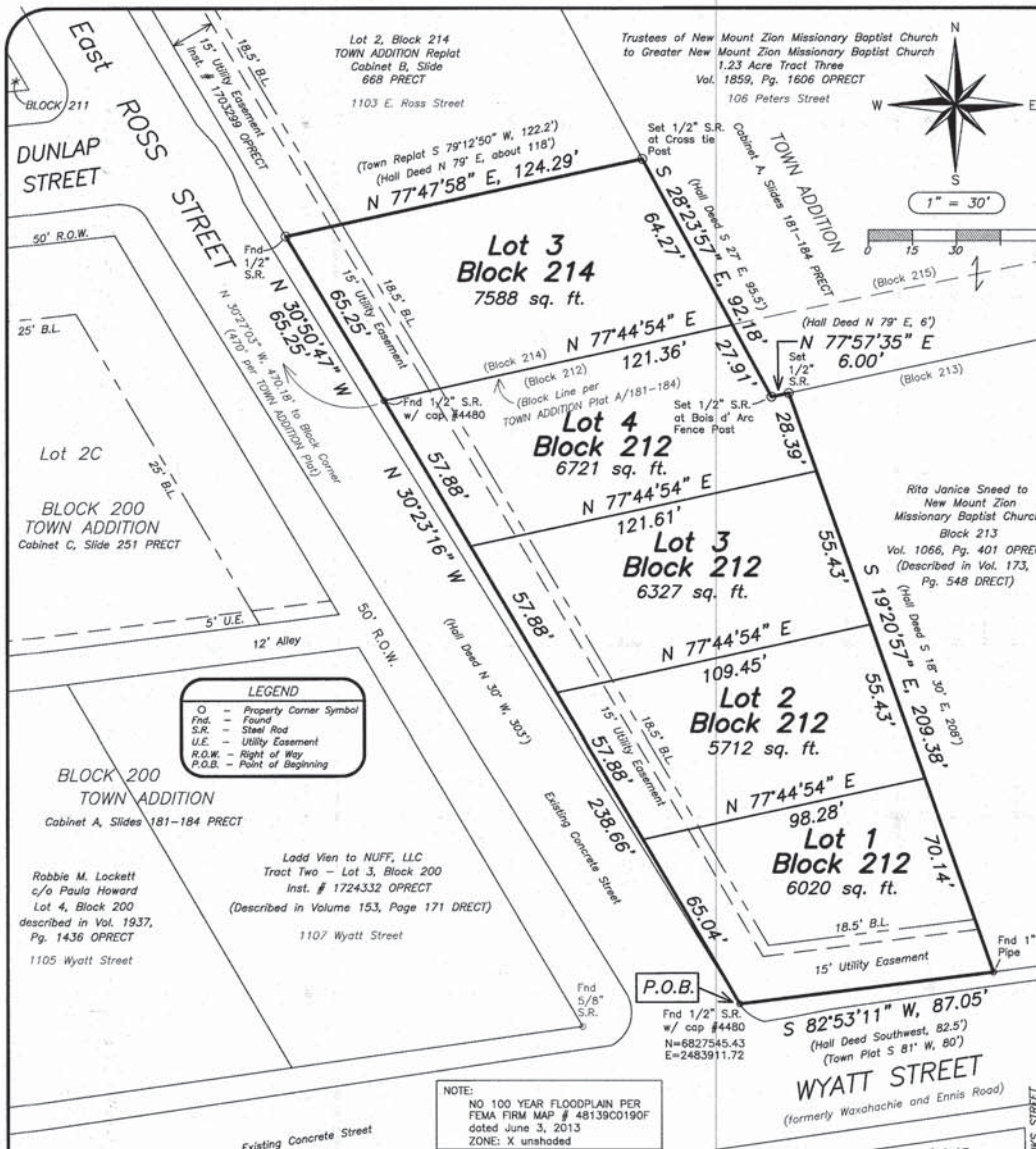 East
ROSS
STREET
BLOCK 211
DUNLAP
STREET
15' Utility Easement
Inst. # 1703299 OPRECT
18.5' B.L.
Lot 2, Block 214
TOWN ADDITION Replat
Cabinet B, Slide
668 PRECT
1103 E. Ross Street
Trustees of New Mount Zion Missionary Baptist Church
to Greater New Mount Zion Missionary Baptist Church
1.23 Acre Tract Three
Vol. 1859, Pg. 1606 OPRECT
106 Peters Street
N
W
E
S
1" = 30'
0 15 30
Set 1/2" S.R.
at Cross tie
Post
TOWN ADDITION
Cabinet A, Slides 181-184 PRECT
(Town Replat S 79°12'50" W, 122.2')
(Hall Deed N 79° E, about 118')
N 77°47'58" E, 124.29'
S 28°23'57" E, 92.18'
(Hall Deed S 27° E, 95.5')
64.27'
27.91'
Fnd
1/2"
S.R.
50' R.O.W.
Lot 3
Block 214
7588 sq. ft.
15' Utility Easement
18.5' B.L.
65.25'
N 30°50'47" W
65.25'
N 30°27'03" W, 470.18' to Block Corner
(470' per TOWN ADDITION Plat)
(Block 215)
(Hall Deed N 79° E, 6')
N 77°57'35" E
6.00'
Set
1/2"
S.R.
(Block 213)
(Block 214)
N 77°44'54" E
121.36'
(Block 212)
(Block Line per
TOWN ADDITION Plat A/181-184)
Fnd 1/2" S.R.
w/ cap #4480
Set 1/2" S.R.
at Bois d' Arc
Fence Post
28.39'
25' B.L.
Lot 2C
25' B.L.
BLOCK 200
TOWN ADDITION
Cabinet C, Slide 251 PRECT
Lot 4
Block 212
6721 sq. ft.
57.88'
N 77°44'54" E
121.61'
N 30°23'16" W
Lot 3
Block 212
6327 sq. ft.
57.88'
55.43'
S 19°20'57" E, 209.38'
(Hall Deed S 18° 30' E, 208')
Rita Janice Sneed to
New Mount Zion
Missionary Baptist Church
Block 213
Vol. 1066, Pg. 401 OPRECT
(Described in Vol. 173,
Pg. 548 DRECT)
5' U.E.
12' Alley
50' R.O.W.
(Hall Deed N 30° W, 303')
N 77°44'54" E
109.45'
LEGEND
O - Property Corner Symbol
Fnd. - Found
S.R. - Steel Rod
U.E. - Utility Easement
R.O.W. - Right of Way
P.O.B. - Point of Beginning
Lot 2
Block 212
5712 sq. ft.
15' Utility Easement
18.5' B.L.
57.88'
55.43'
238.66'
Existing Concrete Street
N 77°44'54" E
98.28'
BLOCK 200
TOWN ADDITION
Cabinet A, Slides 181-184 PRECT
Lot 1
Block 212
6020 sq. ft.
70.14'
65.04'
Robbie M. Lockett
c/o Paula Howard
Lot 4, Block 200
described in Vol. 1937,
Pg. 1436 OPRECT
1105 Wyatt Street
Ladd Vien to NUFF, LLC
Tract Two - Lot 3, Block 200
Inst. # 1724332 OPRECT
(Described in Volume 153, Page 171 DRECT)
1107 Wyatt Street
18.5' B.L.
15' Utility Easement
Fnd 1"
Pipe
Fnd
5/8"
S.R.
P.O.B.
Fnd 1/2" S.R.
w/ cap #4480
N=6827545.43
E=2483911.72
S 82°53'11" W, 87.05'
(Hall Deed Southwest, 82.5')
(Town Plat S 81° W, 80')
WYATT STREET
(formerly Waxahachie and Ennis Road)
NOTE:
NO 100 YEAR FLOODPLAIN PER
FEMA FIRM MAP # 48139C0190F
dated June 3, 2013
ZONE: X unshaded
Existing Concrete Street
STREET